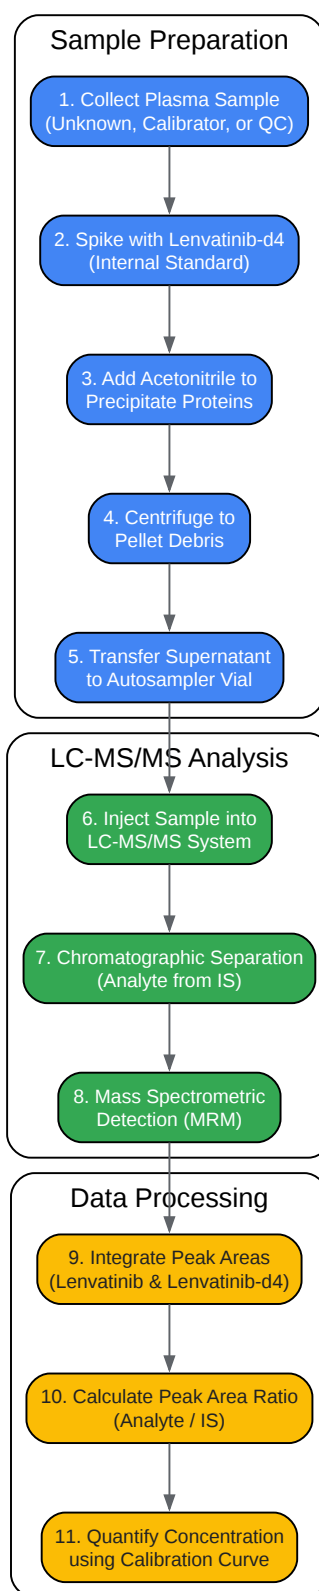 Sample Preparation
1. Collect Plasma Sample
(Unknown, Calibrator, or QC)
2. Spike with Lenvatinib-d4
(Internal Standard)
3. Add Acetonitrile to
Precipitate Proteins
4. Centrifuge to
Pellet Debris
5. Transfer Supernatant
to Autosampler Vial
LC-MS/MS Analysis
6. Inject Sample into
LC-MS/MS System
7. Chromatographic Separation
(Analyte from IS)
8. Mass Spectrometric
Detection (MRM)
Data Processing
9. Integrate Peak Areas
(Lenvatinib & Lenvatinib-d4)
10. Calculate Peak Area Ratio
(Analyte / IS)
11. Quantify Concentration
using Calibration Curve